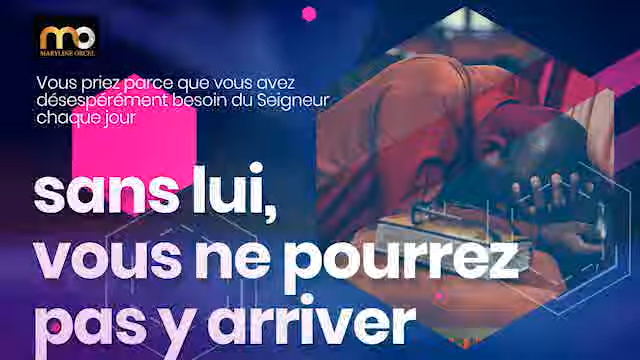 mo
MARYLINE ORCEL
Vous priez parce que vous avez
désespérément besoin du Seigneur
chaque jour
sans lui,
vous ne pourrez
pas y arriver